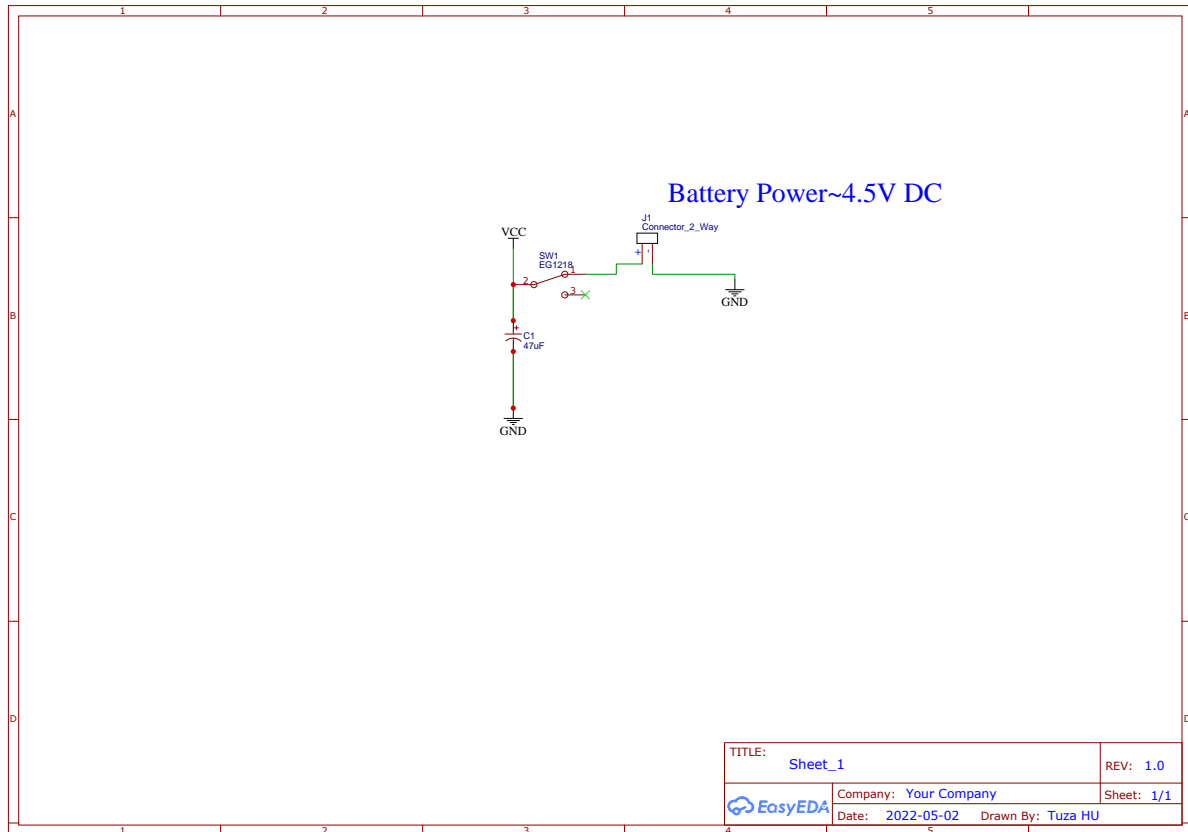 1 2 3 4 5
A A
Battery Power~4.5V DC
J1
Connector_2_Way
VCC
+ -
SW1
EG1218
1
2
3
GND
B B
+
C1
47uF
GND
C C
D D
TITLE:
Sheet_1
REV: 1.0
EasyEDA
Company: Your Company
Sheet: 1/1
Date: 2022-05-02 Drawn By: Tuza HU
1 2 3 4 5